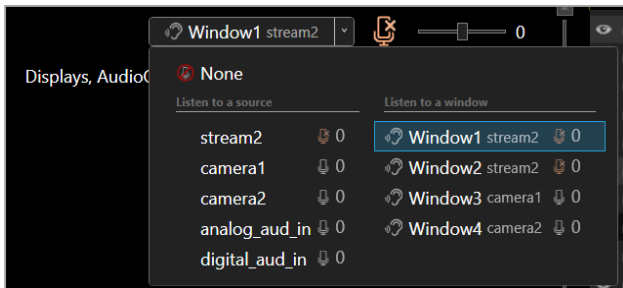 Window1 stream2 0
Displays, Audio
None
Listen to a source
stream2 0
camera1 0
camera2 0
analog_aud_in 0
digital_aud_in 0
Listen to a window
Window1 stream2 0
Window2 stream2 0
Window3 camera1 0
Window4 camera2 0